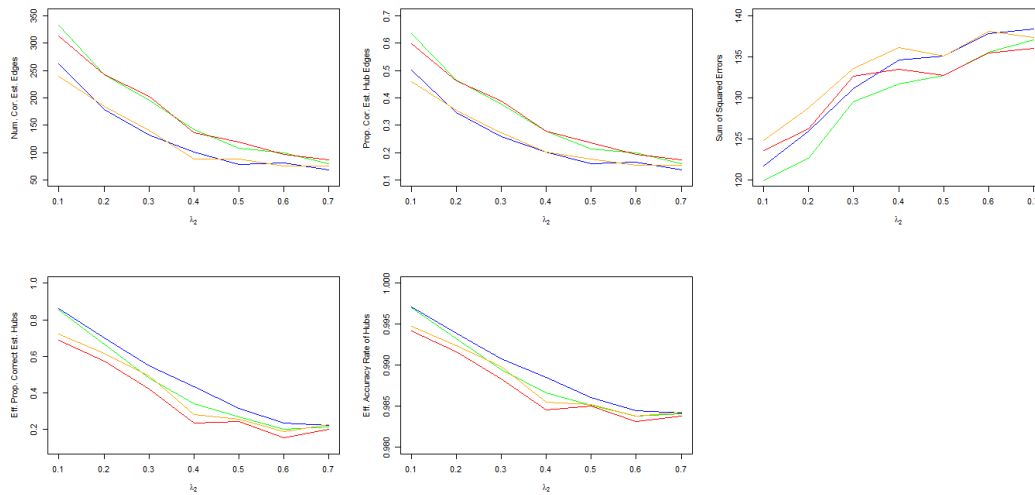 Num. Cor. Est. Edges
350
300
250
200
150
100
50
0.1 0.2 0.3 0.4 0.5 0.6 0.7
λ2
Prop. Cor. Est. Hub Edges
0.7
0.6
0.5
0.4
0.3
0.2
0.1
0.1 0.2 0.3 0.4 0.5 0.6 0.7
λ2
Sum of Squared Errors
140
135
130
125
120
0.1 0.2 0.3 0.4 0.5 0.6 0.7
λ2
Eff. Prop. Correct Est. Hubs
1.0
0.8
0.6
0.4
0.2
0.1 0.2 0.3 0.4 0.5 0.6 0.7
λ2
Eff. Accuracy Rate of Hubs
1.000
0.995
0.990
0.985
0.980
0.1 0.2 0.3 0.4 0.5 0.6 0.7
λ2